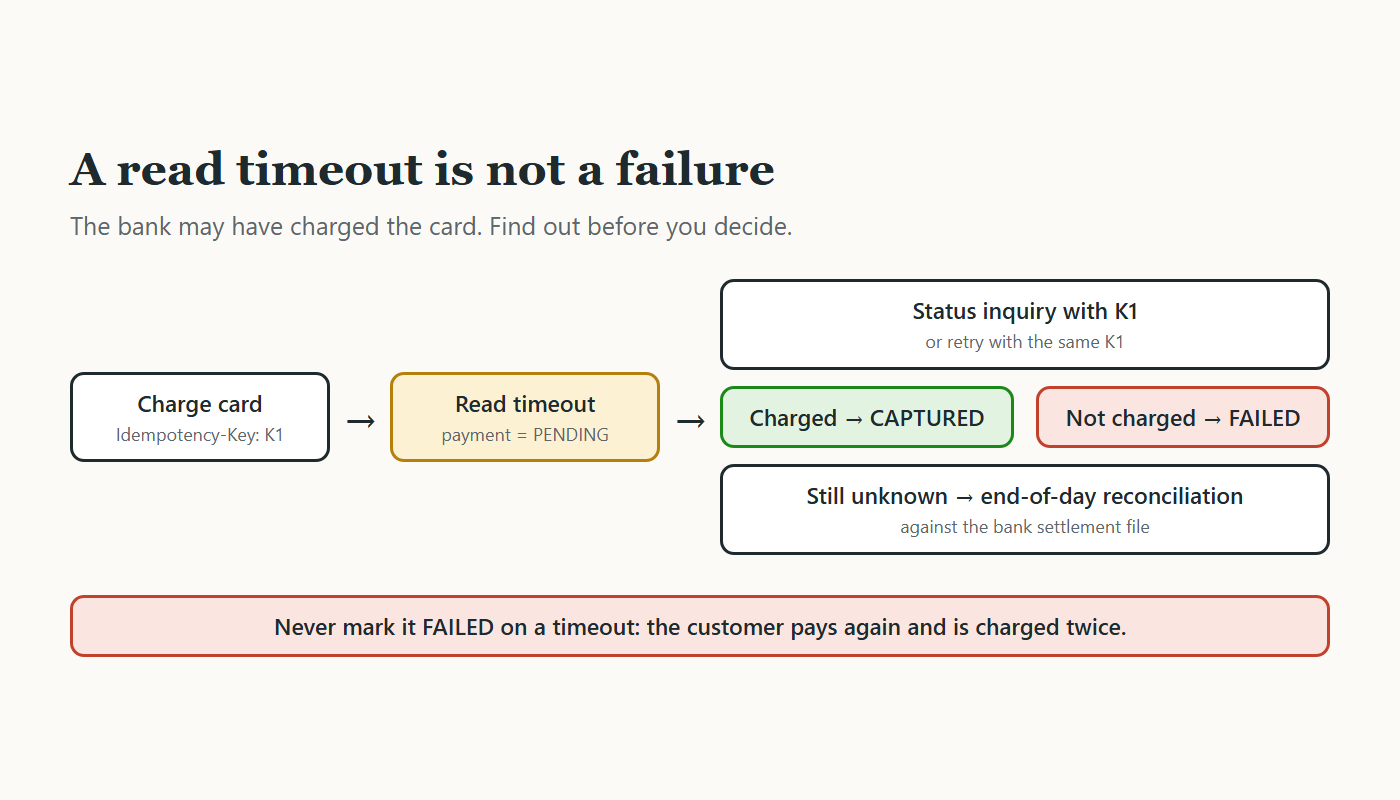 A read timeout is not a failure
The bank may have charged the card. Find out before you decide.
Charge card
Idempotency-Key: K1
→
Read timeout
payment = PENDING
→
Status inquiry with K1
or retry with the same K1
Charged → CAPTURED
Not charged → FAILED
Still unknown → end-of-day reconciliation
against the bank settlement file
Never mark it FAILED on a timeout: the customer pays again and is charged twice.